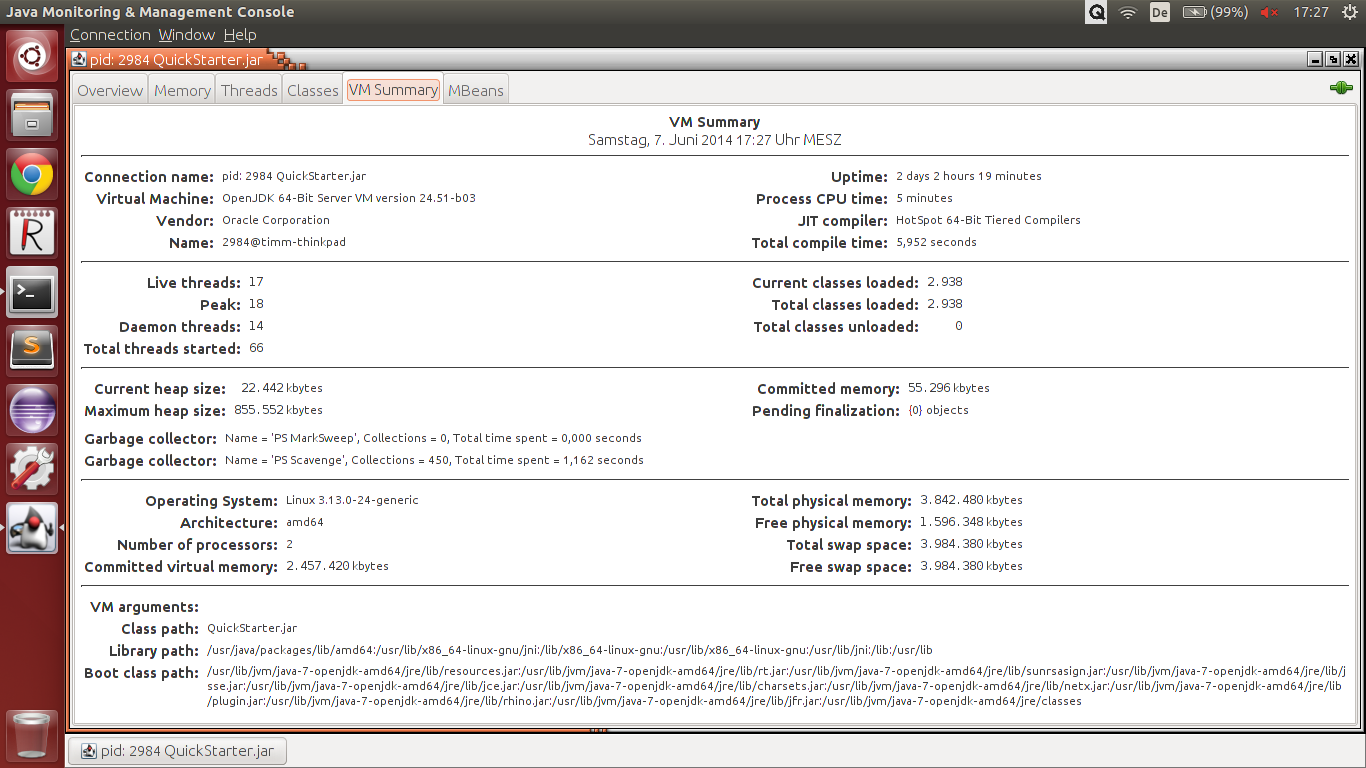 Java Monitoring & Management Console
De (99%) 17:27
Connection Window Help
pid: 2984 QuickStarter.jar
Overview Memory Threads Classes VM Summary MBeans
VM Summary
Samstag, 7. Juni 2014 17:27 Uhr MESZ
Connection name: pid: 2984 QuickStarter.jar
Uptime: 2 days 2 hours 19 minutes
Virtual Machine: OpenJDK 64-Bit Server VM version 24.51-b03
Process CPU time: 5 minutes
Vendor: Oracle Corporation
JIT compiler: HotSpot 64-Bit Tiered Compilers
Name: 2984@timm-thinkpad
Total compile time: 5,952 seconds
Live threads: 17
Current classes loaded: 2.938
Peak: 18
Total classes loaded: 2.938
Daemon threads: 14
Total classes unloaded: 0
Total threads started: 66
Current heap size: 22.442 kbytes
Committed memory: 55.296 kbytes
Maximum heap size: 855.552 kbytes
Pending finalization: {0} objects
Garbage collector: Name = 'PS MarkSweep', Collections = 0, Total time spent = 0,000 seconds
Garbage collector: Name = 'PS Scavenge', Collections = 450, Total time spent = 1,162 seconds
Operating System: Linux 3.13.0-24-generic
Total physical memory: 3.842.480 kbytes
Architecture: amd64
Free physical memory: 1.596.348 kbytes
Number of processors: 2
Total swap space: 3.984.380 kbytes
Committed virtual memory: 2.457.420 kbytes
Free swap space: 3.984.380 kbytes
VM arguments:
Class path: QuickStarter.jar
Library path: /usr/java/packages/lib/amd64:/usr/lib/x86_64-linux-gnu/jni:/lib/x86_64-linux-gnu:/usr/lib/x86_64-linux-gnu:/usr/lib/jni:/lib:/usr/lib
Boot class path: /usr/lib/jvm/java-7-openjdk-amd64/jre/lib/resources.jar:/usr/lib/jvm/java-7-openjdk-amd64/jre/lib/rt.jar:/usr/lib/jvm/java-7-openjdk-amd64/jre/lib/sunrsasign.jar:/usr/lib/jvm/java-7-openjdk-amd64/jre/lib/j
sse.jar:/usr/lib/jvm/java-7-openjdk-amd64/jre/lib/jce.jar:/usr/lib/jvm/java-7-openjdk-amd64/jre/lib/charsets.jar:/usr/lib/jvm/java-7-openjdk-amd64/jre/lib/netx.jar:/usr/lib/jvm/java-7-openjdk-amd64/jre/lib
/plugin.jar:/usr/lib/jvm/java-7-openjdk-amd64/jre/lib/rhino.jar:/usr/lib/jvm/java-7-openjdk-amd64/jre/lib/jfr.jar:/usr/lib/jvm/java-7-openjdk-amd64/jre/classes
pid: 2984 QuickStarter.jar